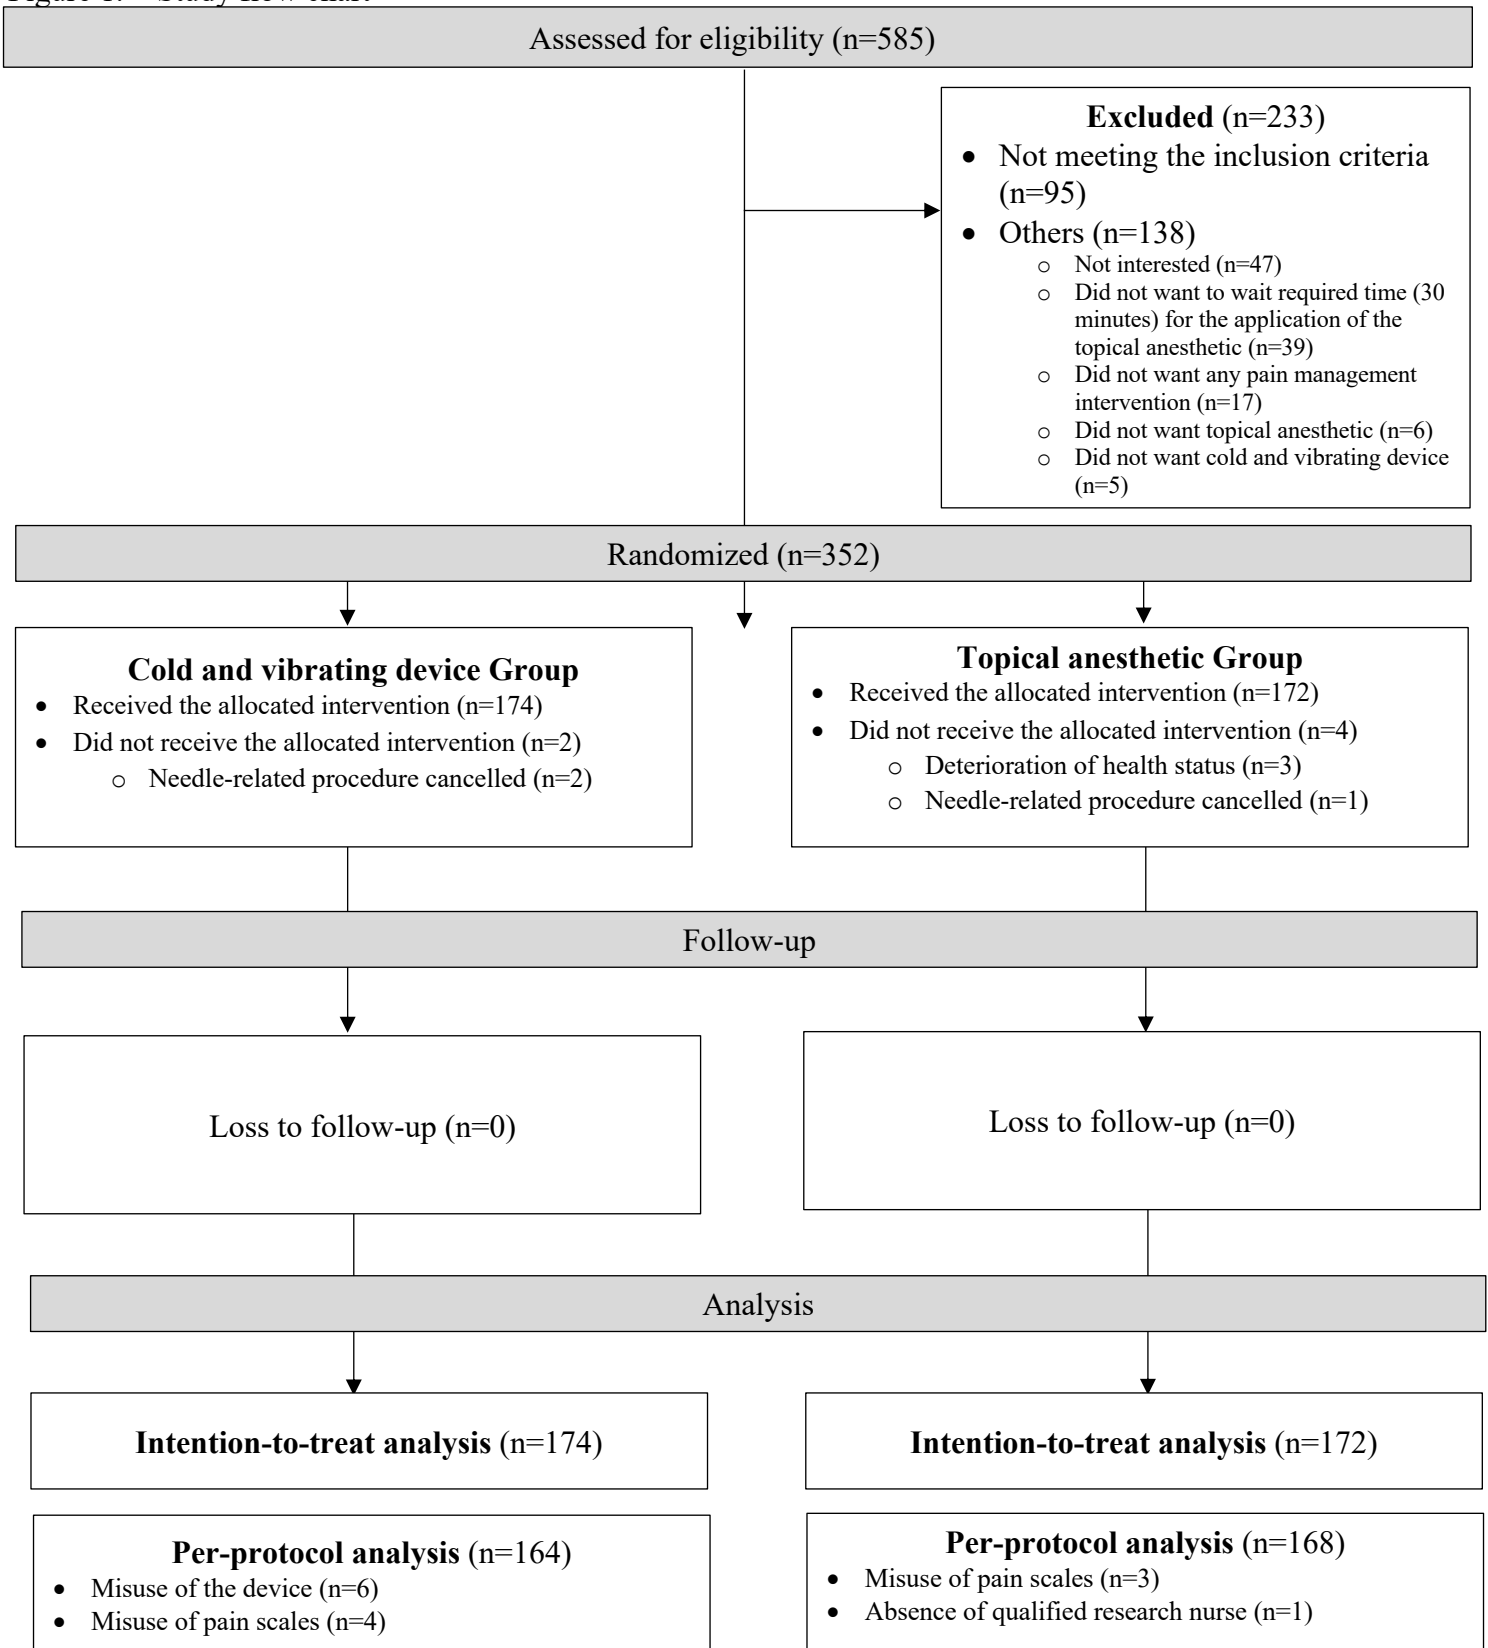 Assessed for eligibility (n=585)
Excluded (n=233)
• Not meeting the inclusion criteria
(n=95)
• Others (n=138)
o Not interested (n=47)
o Did not want to wait required time (30
minutes) for the application of the
topical anesthetic (n=39)
o Did not want any pain management
intervention (n=17)
o Did not want topical anesthetic (n=6)
o Did not want cold and vibrating device
(n=5)
Randomized (n=352)
Cold and vibrating device Group
• Received the allocated intervention (n=174)
• Did not receive the allocated intervention (n=2)
o Needle-related procedure cancelled (n=2)
Topical anesthetic Group
• Received the allocated intervention (n=172)
• Did not receive the allocated intervention (n=4)
o Deterioration of health status (n=3)
o Needle-related procedure cancelled (n=1)
Follow-up
Loss to follow-up (n=0)
Loss to follow-up (n=0)
Analysis
Intention-to-treat analysis (n=174)
Intention-to-treat analysis (n=172)
Per-protocol analysis (n=164)
• Misuse of the device (n=6)
• Misuse of pain scales (n=4)
Per-protocol analysis (n=168)
• Misuse of pain scales (n=3)
• Absence of qualified research nurse (n=1)